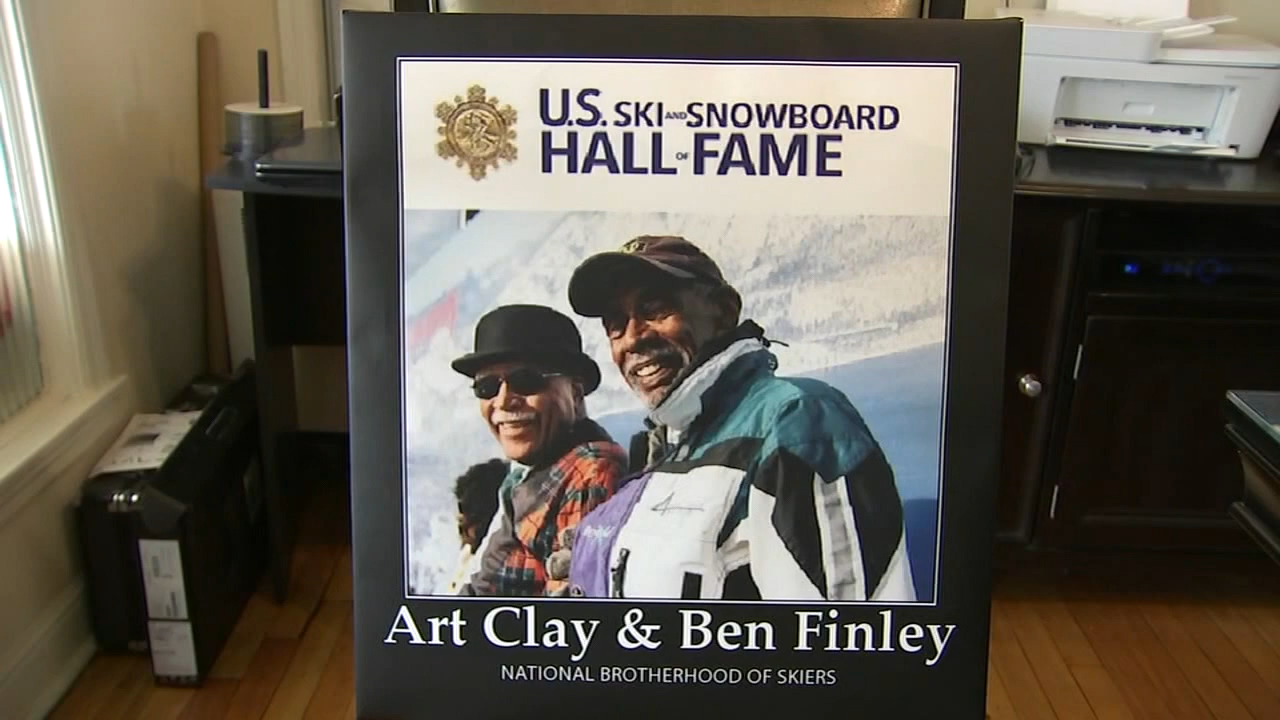 U.S. SKI AND SNOWBOARD
HALL OF FAME
Art Clay & Ben Finley
NATIONAL BROTHERHOOD OF SKIERS